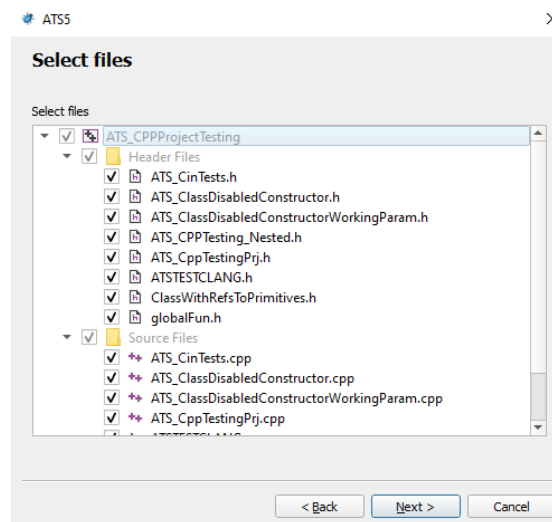 ATS5
Select files
Select files
ATS_CPPProjectTesting
Header Files
ATS_CinTests.h
ATS_ClassDisabledConstructor.h
ATS_ClassDisabledConstructorWorkingParam.h
ATS_CPPTesting_Nested.h
ATS_CppTestingPrj.h
ATSTESTCLANG.h
ClassWithRefsToPrimitives.h
globalFun.h
Source Files
ATS_CinTests.cpp
ATS_ClassDisabledConstructor.cpp
ATS_ClassDisabledConstructorWorkingParam.cpp
ATS_CppTestingPrj.cpp
< Back Next > Cancel